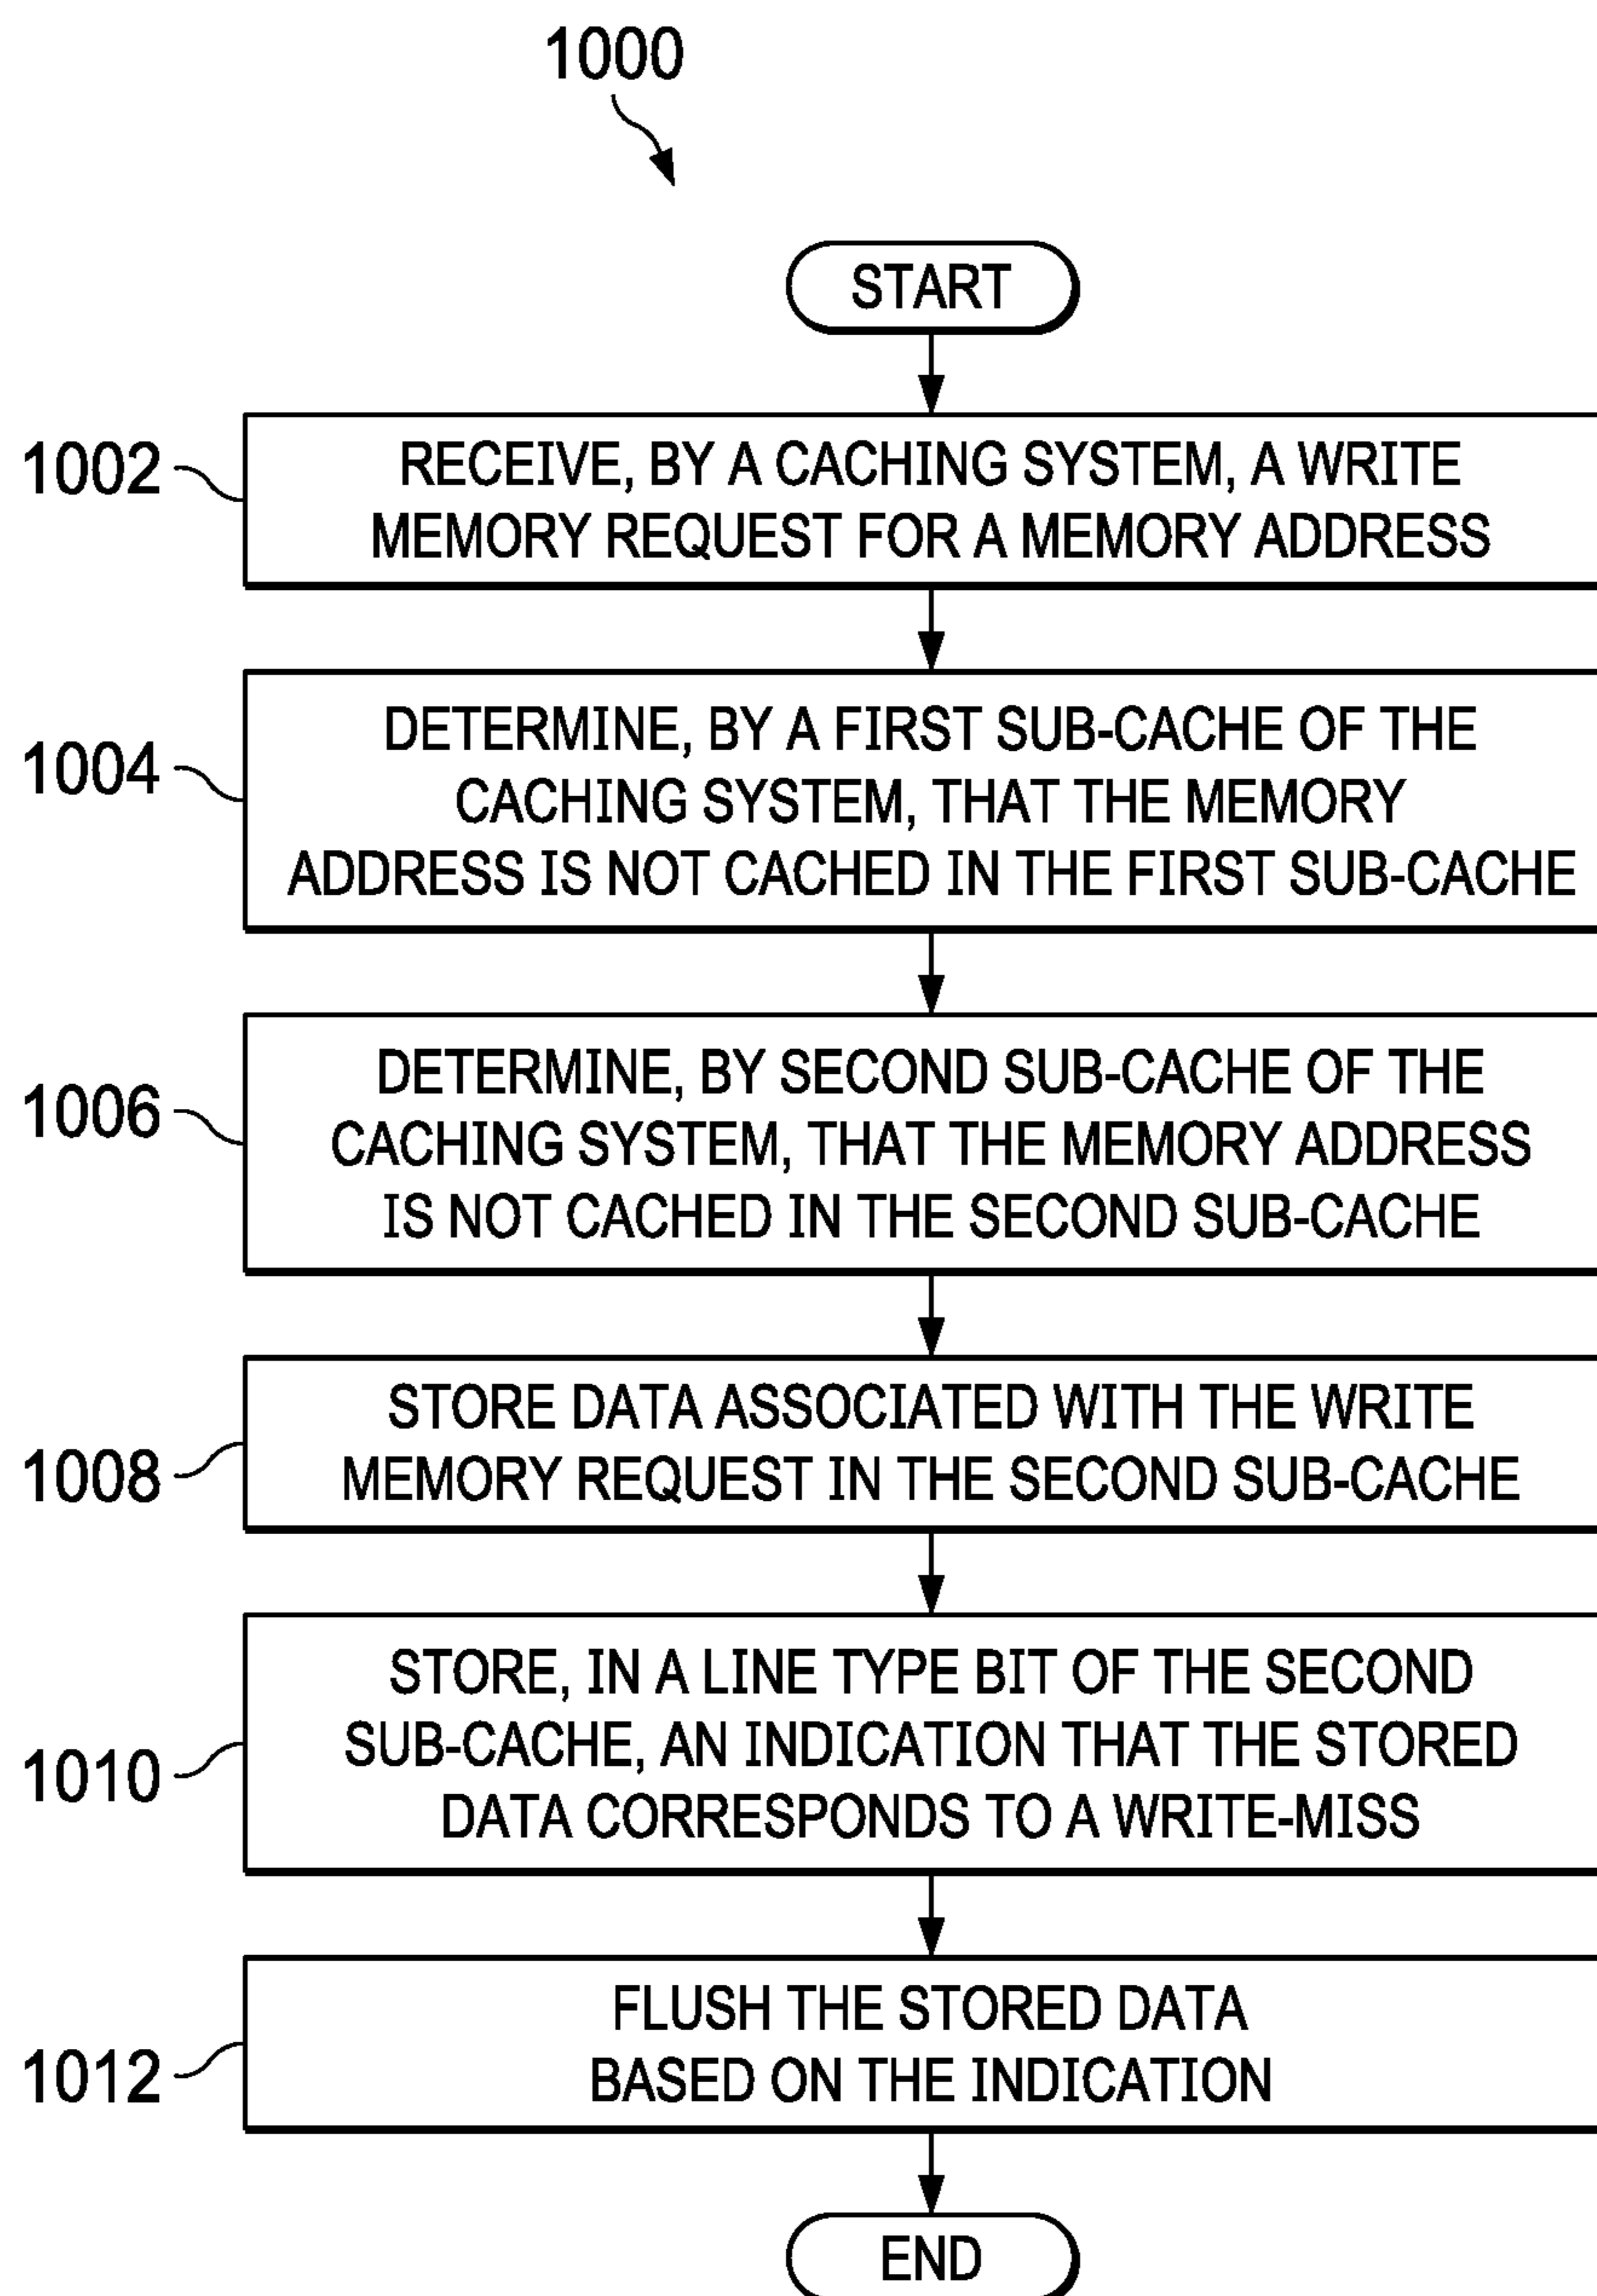 1000
START
1002
RECEIVE, BY A CACHING SYSTEM, A WRITE
MEMORY REQUEST FOR A MEMORY ADDRESS
1004
DETERMINE, BY A FIRST SUB-CACHE OF THE
CACHING SYSTEM, THAT THE MEMORY
ADDRESS IS NOT CACHED IN THE FIRST SUB-CACHE
1006
DETERMINE, BY SECOND SUB-CACHE OF THE
CACHING SYSTEM, THAT THE MEMORY ADDRESS
IS NOT CACHED IN THE SECOND SUB-CACHE
1008
STORE DATA ASSOCIATED WITH THE WRITE
MEMORY REQUEST IN THE SECOND SUB-CACHE
1010
STORE, IN A LINE TYPE BIT OF THE SECOND
SUB-CACHE, AN INDICATION THAT THE STORED
DATA CORRESPONDS TO A WRITE-MISS
1012
FLUSH THE STORED DATA
BASED ON THE INDICATION
END